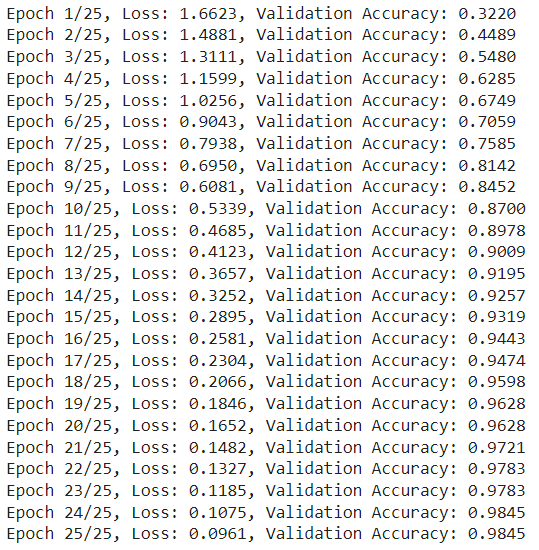 Epoch 1/25, Loss: 1.6623, Validation Accuracy: 0.3220
Epoch 2/25, Loss: 1.4881, Validation Accuracy: 0.4489
Epoch 3/25, Loss: 1.3111, Validation Accuracy: 0.5480
Epoch 4/25, Loss: 1.1599, Validation Accuracy: 0.6285
Epoch 5/25, Loss: 1.0256, Validation Accuracy: 0.6749
Epoch 6/25, Loss: 0.9043, Validation Accuracy: 0.7059
Epoch 7/25, Loss: 0.7938, Validation Accuracy: 0.7585
Epoch 8/25, Loss: 0.6950, Validation Accuracy: 0.8142
Epoch 9/25, Loss: 0.6081, Validation Accuracy: 0.8452
Epoch 10/25, Loss: 0.5339, Validation Accuracy: 0.8700
Epoch 11/25, Loss: 0.4685, Validation Accuracy: 0.8978
Epoch 12/25, Loss: 0.4123, Validation Accuracy: 0.9009
Epoch 13/25, Loss: 0.3657, Validation Accuracy: 0.9195
Epoch 14/25, Loss: 0.3252, Validation Accuracy: 0.9257
Epoch 15/25, Loss: 0.2895, Validation Accuracy: 0.9319
Epoch 16/25, Loss: 0.2581, Validation Accuracy: 0.9443
Epoch 17/25, Loss: 0.2304, Validation Accuracy: 0.9474
Epoch 18/25, Loss: 0.2066, Validation Accuracy: 0.9598
Epoch 19/25, Loss: 0.1846, Validation Accuracy: 0.9628
Epoch 20/25, Loss: 0.1652, Validation Accuracy: 0.9628
Epoch 21/25, Loss: 0.1482, Validation Accuracy: 0.9721
Epoch 22/25, Loss: 0.1327, Validation Accuracy: 0.9783
Epoch 23/25, Loss: 0.1185, Validation Accuracy: 0.9783
Epoch 24/25, Loss: 0.1075, Validation Accuracy: 0.9845
Epoch 25/25, Loss: 0.0961, Validation Accuracy: 0.9845